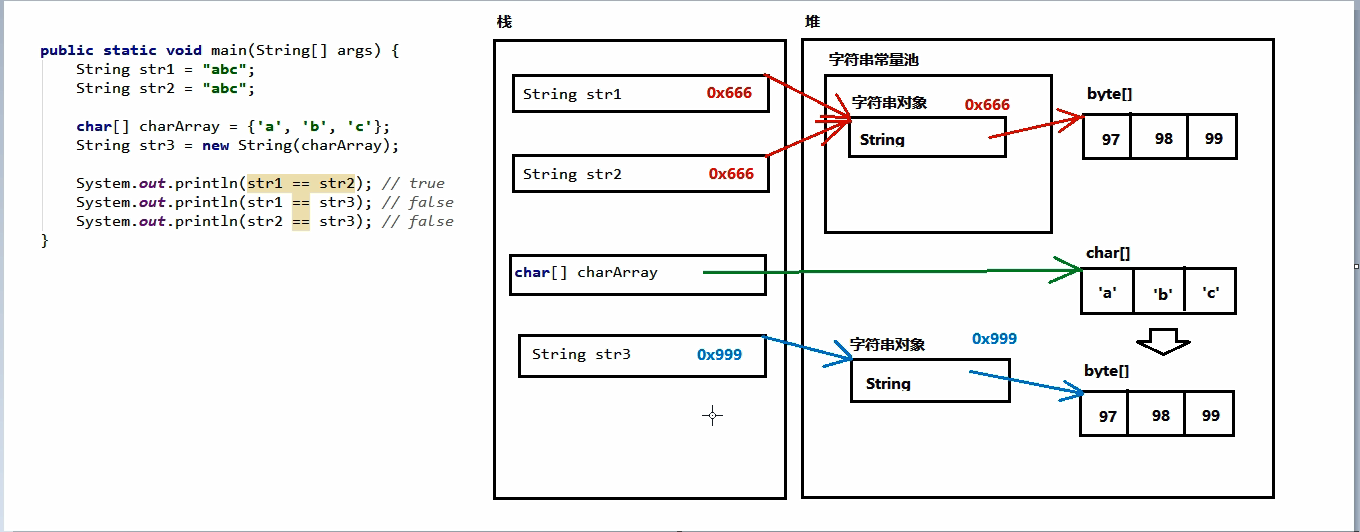 public static void main(String[] args) {
String str1 = "abc";
String str2 = "abc";
char[] charArray = {'a', 'b', 'c'};
String str3 = new String(charArray);
System.out.println(str1 == str2); // true
System.out.println(str1 == str3); // false
System.out.println(str2 == str3); // false
}
栈
String str1 0x666
String str2 0x666
char[] charArray
String str3 0x999
堆
字符串常量池
字符串对象 0x666
String
byte[]
97 98 99
char[]
'a' 'b' 'c'
字符串对象 0x999
String
byte[]
97 98 99